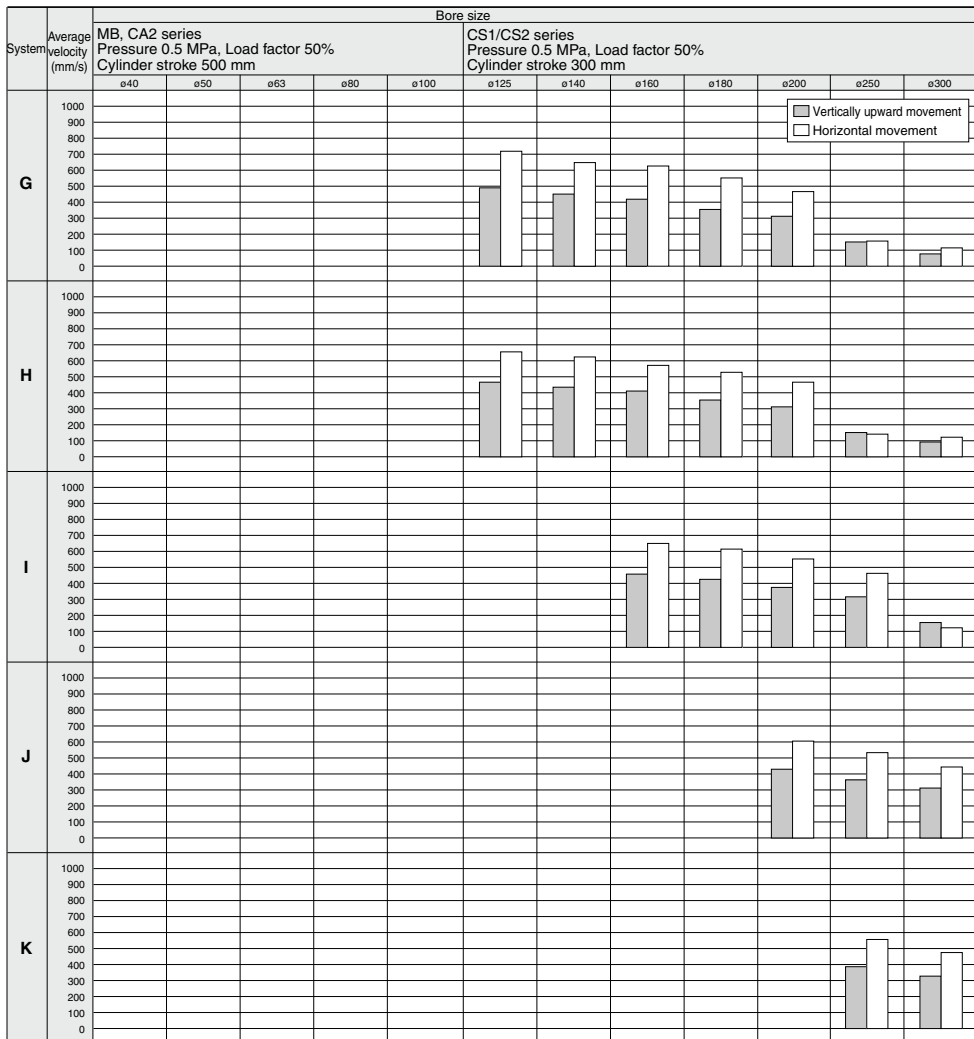 Bore size
System
Average
velocity
(mm/s)
MB, CA2 series
Pressure 0.5 MPa, Load factor 50%
Cylinder stroke 500 mm
CS1/CS2 series
Pressure 0.5 MPa, Load factor 50%
Cylinder stroke 300 mm
ø40 ø50 ø63 ø80 ø100 ø125 ø140 ø160 ø180 ø200 ø250 ø300
Vertically upward movement
Horizontal movement
G
1000
900
800
700
600
500
400
300
200
100
0
H
1000
900
800
700
600
500
400
300
200
100
0
I
1000
900
800
700
600
500
400
300
200
100
0
J
1000
900
800
700
600
500
400
300
200
100
0
K
1000
900
800
700
600
500
400
300
200
100
0